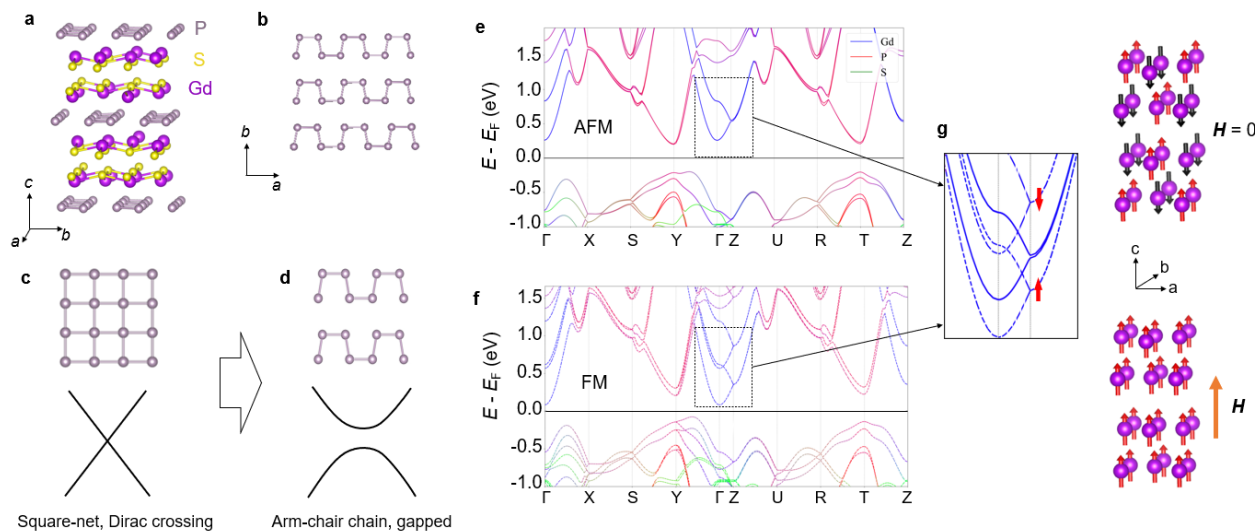 a
P
S
Gd
c
a
b
b
b
a
c
Square-net, Dirac crossing
d
Arm-chair chain, gapped
e
E - E_F (eV)
1.5
1.0
0.5
0.0
-0.5
-1.0
AFM
Gd
P
S
Γ X S Y Γ Z U R T Z
f
E - E_F (eV)
1.5
1.0
0.5
0.0
-0.5
-1.0
FM
Γ X S Y Γ Z U R T Z
g
H = 0
c
b
a
H